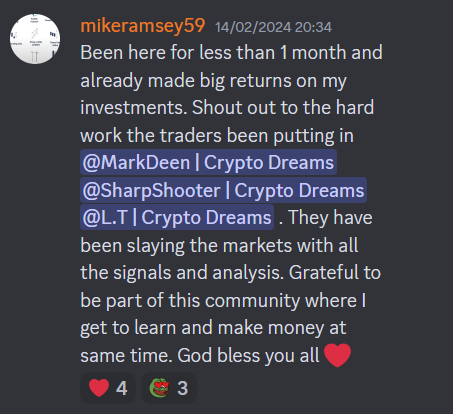 mikeramsey59 14/02/2024 20:34
Been here for less than 1 month and
already made big returns on my
investments. Shout out to the hard
work the traders been putting in
@MarkDeen | Crypto Dreams
@SharpShooter | Crypto Dreams
@L.T | Crypto Dreams . They have
been slaying the markets with all
the signals and analysis. Grateful to
be part of this community where I
get to learn and make money at
same time. God bless you all ❤️
❤️ 4 3